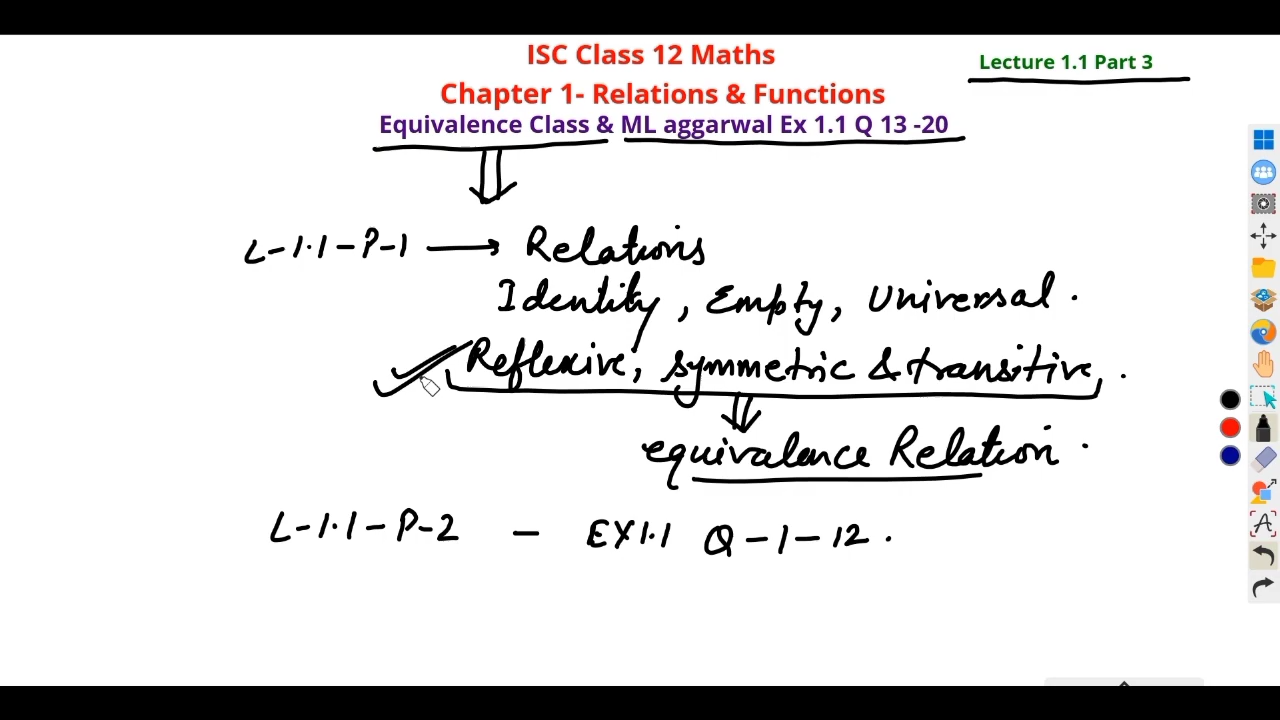 ISC Class 12 Maths
Lecture 1.1 Part 3
Chapter 1- Relations & Functions
Equivalence Class & ML aggarwal Ex 1.1 Q 13 -20
L-1.1-P-1 → Relations
Identity, Empty, Universal.
Reflexive, symmetric & transitive.
equivalence Relation.
L-1.1-P-2 - EX1.1 Q-1-12.